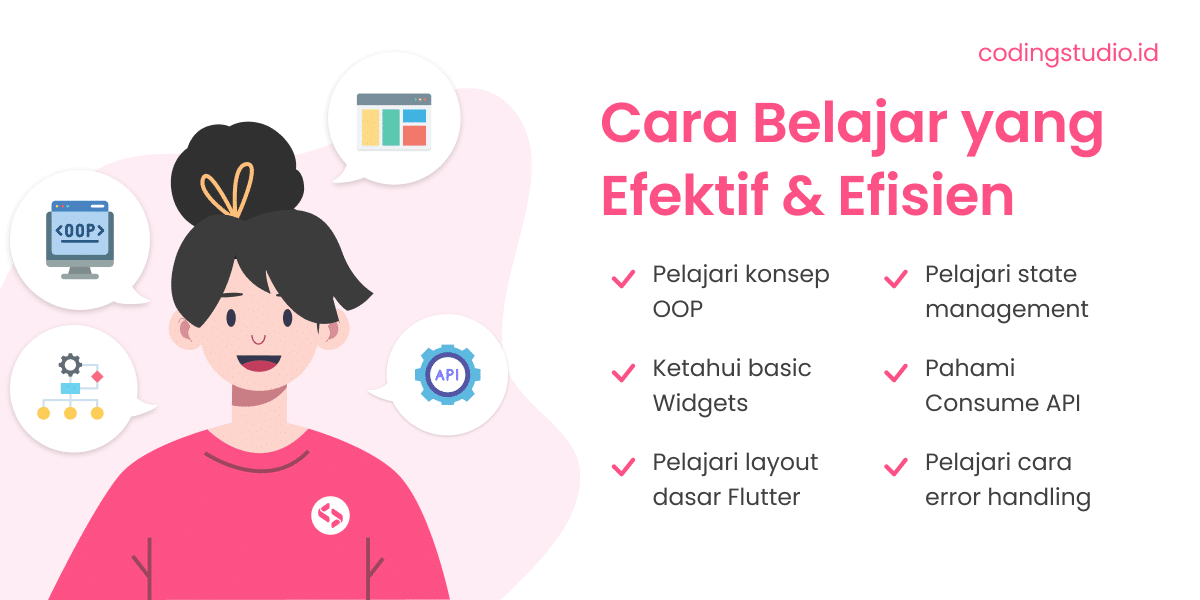 codingstudio.id
Cara Belajar yang
Efektif & Efisien
Pelajari konsep
OOP
Ketahui basic
Widgets
Pelajari layout
dasar Flutter
Pelajari state
management
Pahami
Consume API
Pelajari cara
error handling
<OOP>
API